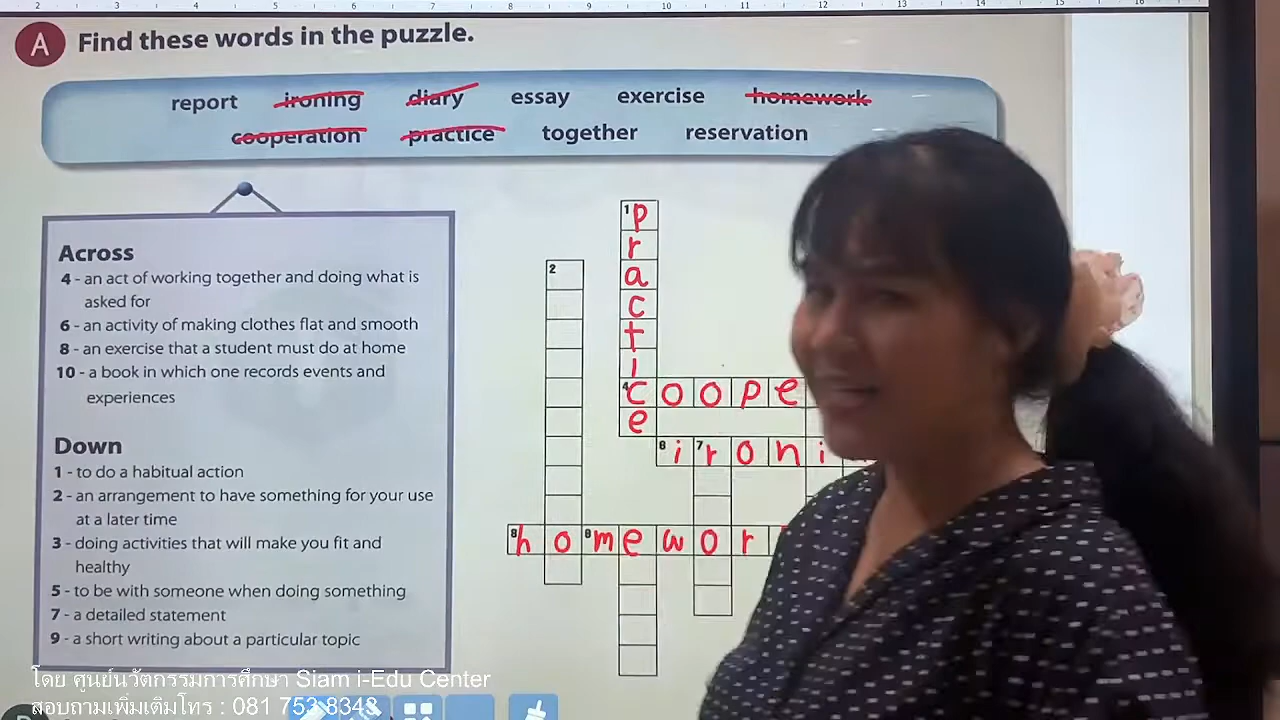 A Find these words in the puzzle.
report ironing diary essay exercise homework
cooperation practice together reservation
Across
4 - an act of working together and doing what is
asked for
6 - an activity of making clothes flat and smooth
8 - an exercise that a student must do at home
10 - a book in which one records events and
experiences
Down
1 - to do a habitual action
2 - an arrangement to have something for your use
at a later time
3 - doing activities that will make you fit and
healthy
5 - to be with someone when doing something
7 - a detailed statement
9 - a short writing about a particular topic
1 p
r
2 a
c
t
i
4 c o o p e
e
6 i 7 r o n i
8 h o 9 m e w o r
โดย ศูนย์นวัตกรรมการศึกษา Siam i-Edu Center
สอบถามเพิ่มเติมโทร : 081 753 8343